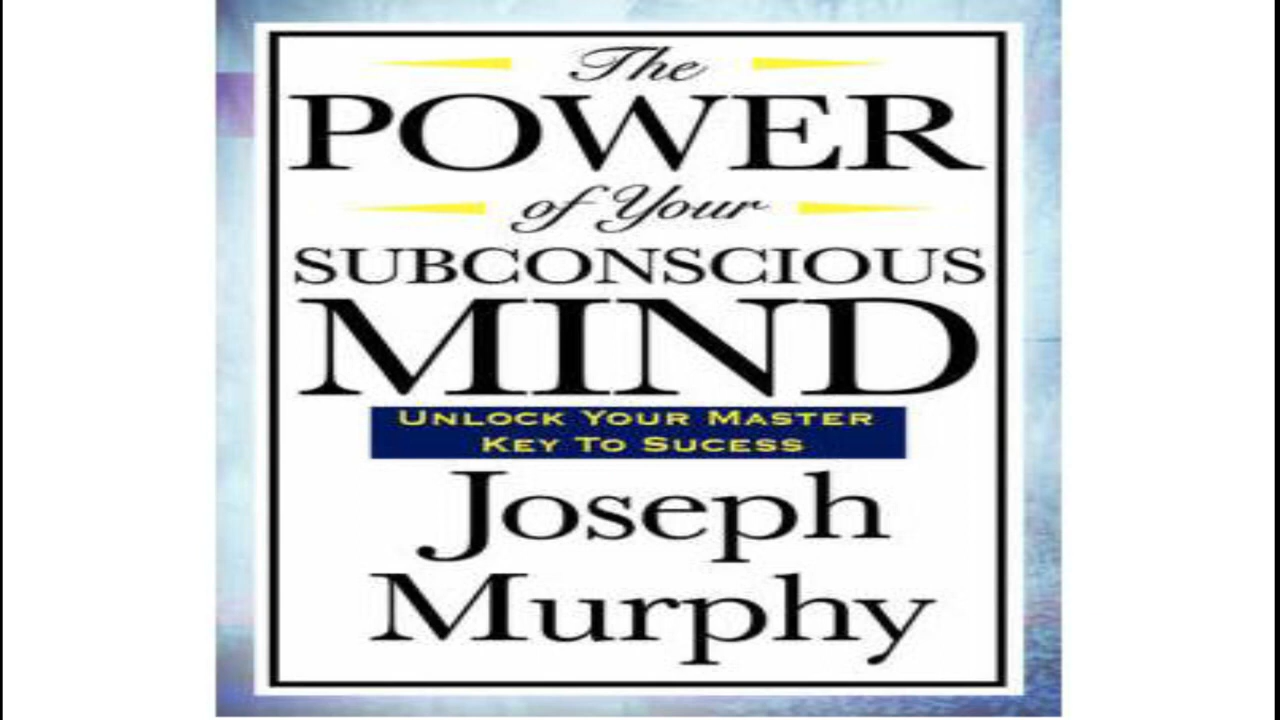 The
POWER
of Your
SUBCONSCIOUS
MIND
UNLOCK YOUR MASTER
KEY TO SUCESS
Joseph
Murphy